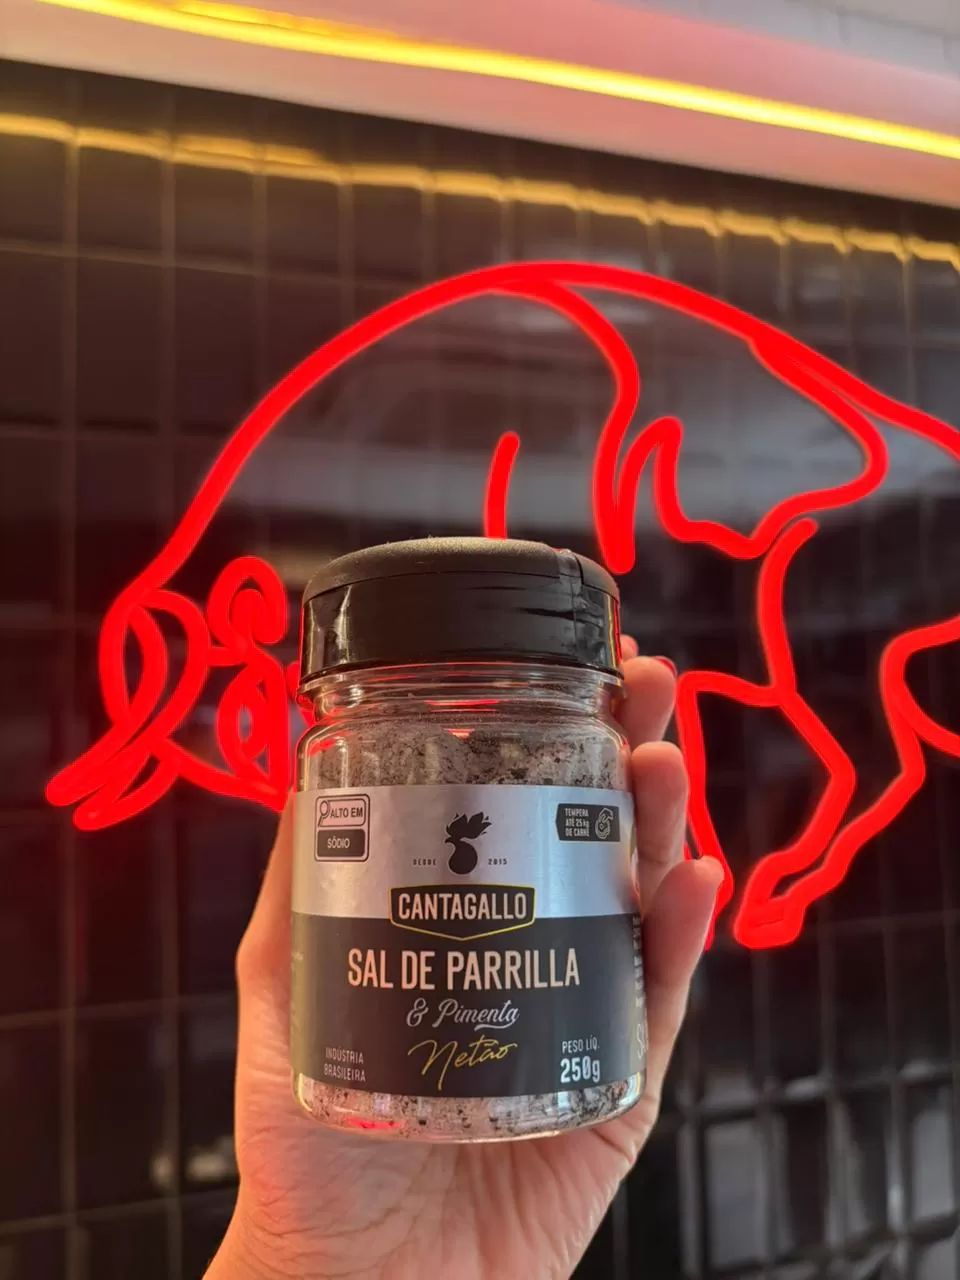 ALTO EM
SÓDIO
TEMPERA
ATÉ 25 kg
DE CARNE
DESDE 2015
CANTAGALLO
SAL DE PARRILLA
& Pimenta
Netão
INDÚSTRIA
BRASILEIRA
PESO LÍQ.
250g